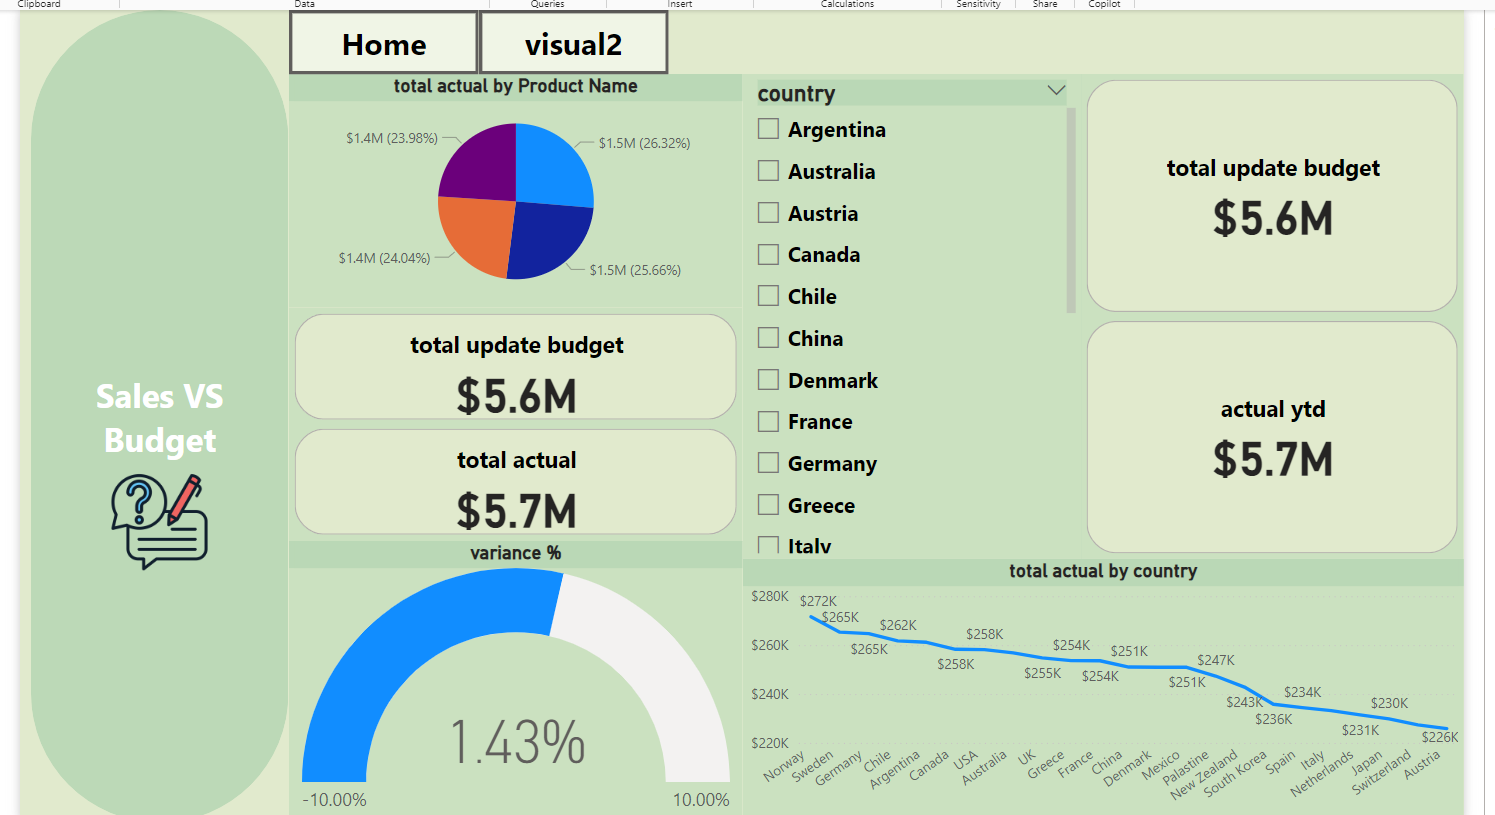 Clipboard
Data
Queries
Insert
Calculations
Sensitivity
Share
Copilot
Home
visual2
Sales VS
Budget
total actual by Product Name
$1.4M (23.98%)
$1.5M (26.32%)
$1.4M (24.04%)
$1.5M (25.66%)
total update budget
$5.6M
total actual
$5.7M
variance %
1.43%
-10.00%
10.00%
country
Argentina
Australia
Austria
Canada
Chile
China
Denmark
France
Germany
Greece
Italy
total update budget
$5.6M
actual ytd
$5.7M
total actual by country
$280K
$260K
$240K
$220K
$272K
$265K
$265K
$262K
$258K
$258K
$255K
$254K
$254K
$251K
$251K
$247K
$243K
$236K
$234K
$231K
$230K
$226K
Norway
Sweden
Germany
Chile
Argentina
Canada
USA
Australia
UK
Greece
France
China
Denmark
Mexico
Palastine
New Zealand
South Korea
Spain
Italy
Netherlands
Japan
Switzerland
Austria